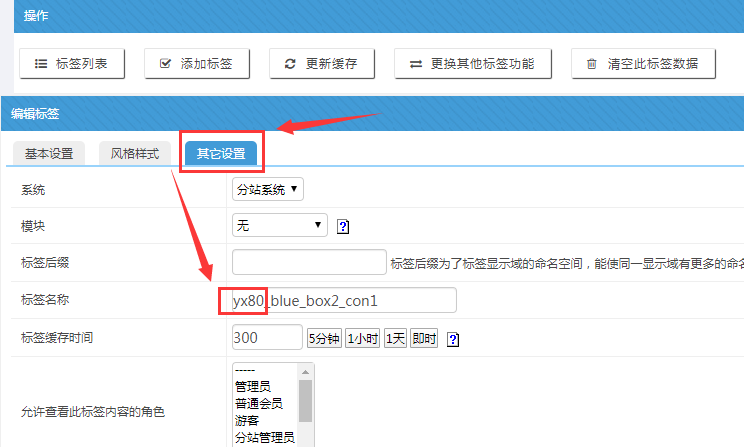 操作
标签列表 添加标签 更新缓存 更换其他标签功能 清空此标签数据
编辑标签
基本设置 风格样式 其它设置
系统 分站系统
模块 无 ?
标签后缀 标签后缀为了标签显示域的命名空间，能使同一显示域有更多的命名
标签名称 yx80_blue_box2_con1
标签缓存时间 300 5分钟 1小时 1天 即时 ?
-----
管理员
普通会员
允许查看此标签内容的角色 游客
分站管理员